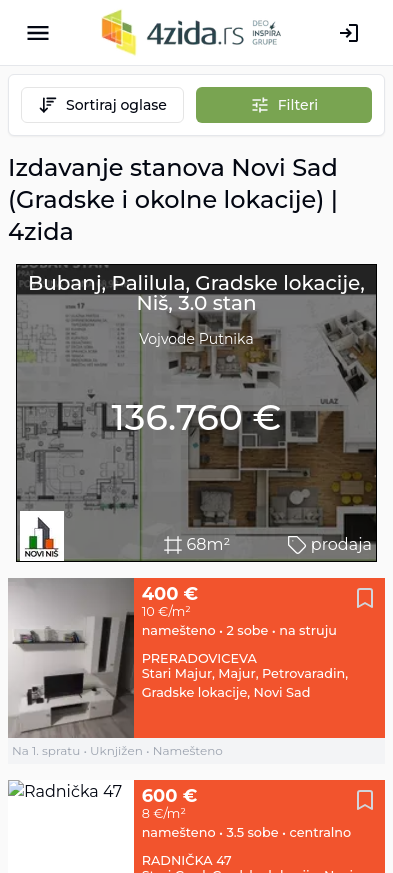 4zida.rs
DEO
INSPIRA
GRUPE
Sortiraj oglase
Filteri
Izdavanje stanova Novi Sad
(Gradske i okolne lokacije) |
4zida
Bubanj, Palilula, Gradske lokacije,
Niš, 3.0 stan
Vojvode Putnika
ULAZ
136.760 €
NOVI NIŠ
68m²
prodaja
400 €
10 €/m²
namešteno • 2 sobe • na struju
PRERADOVICEVA
Stari Majur, Majur, Petrovaradin,
Gradske lokacije, Novi Sad
Na 1. spratu • Uknjižen • Namešteno
Radnička 47
600 €
8 €/m²
namešteno • 3.5 sobe • centralno
RADNIČKA 47